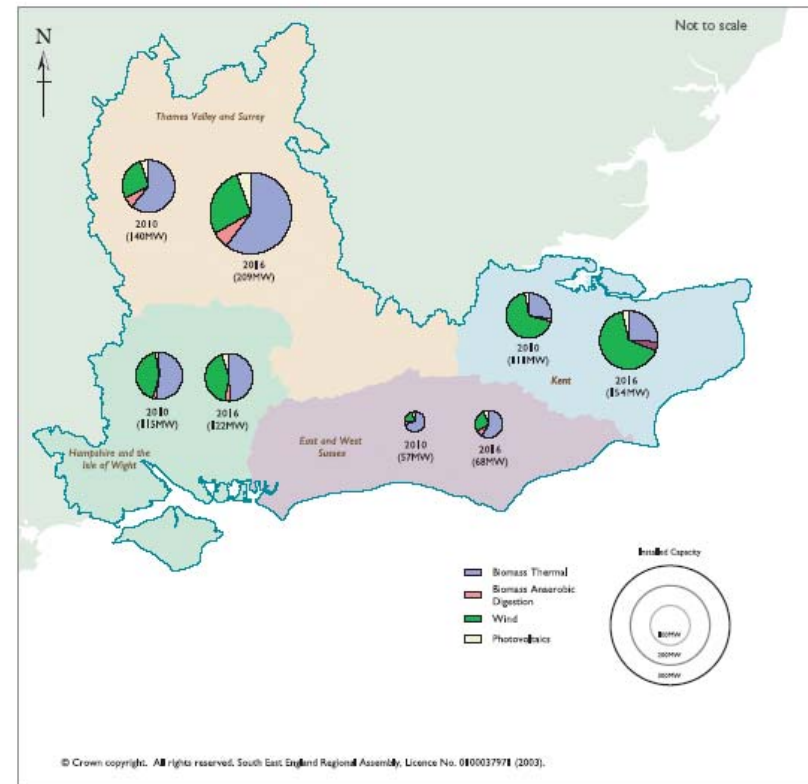 Not to scale
N
Thames Valley and Surrey
2010
(140MW)
2016
(209MW)
2010
(111MW)
Kent
2016
(154MW)
2010
(115MW)
2016
(122MW)
Hampshire and the
Isle of Wight
East and West
Sussex
2010
(57MW)
2016
(68MW)
Installed Capacity
Biomass Thermal
Biomass Anaerobic
Digestion
Wind
Photovoltaics
100MW
200MW
300MW
© Crown copyright. All rights reserved. South East England Regional Assembly. Licence No. 0100037971 (2003).